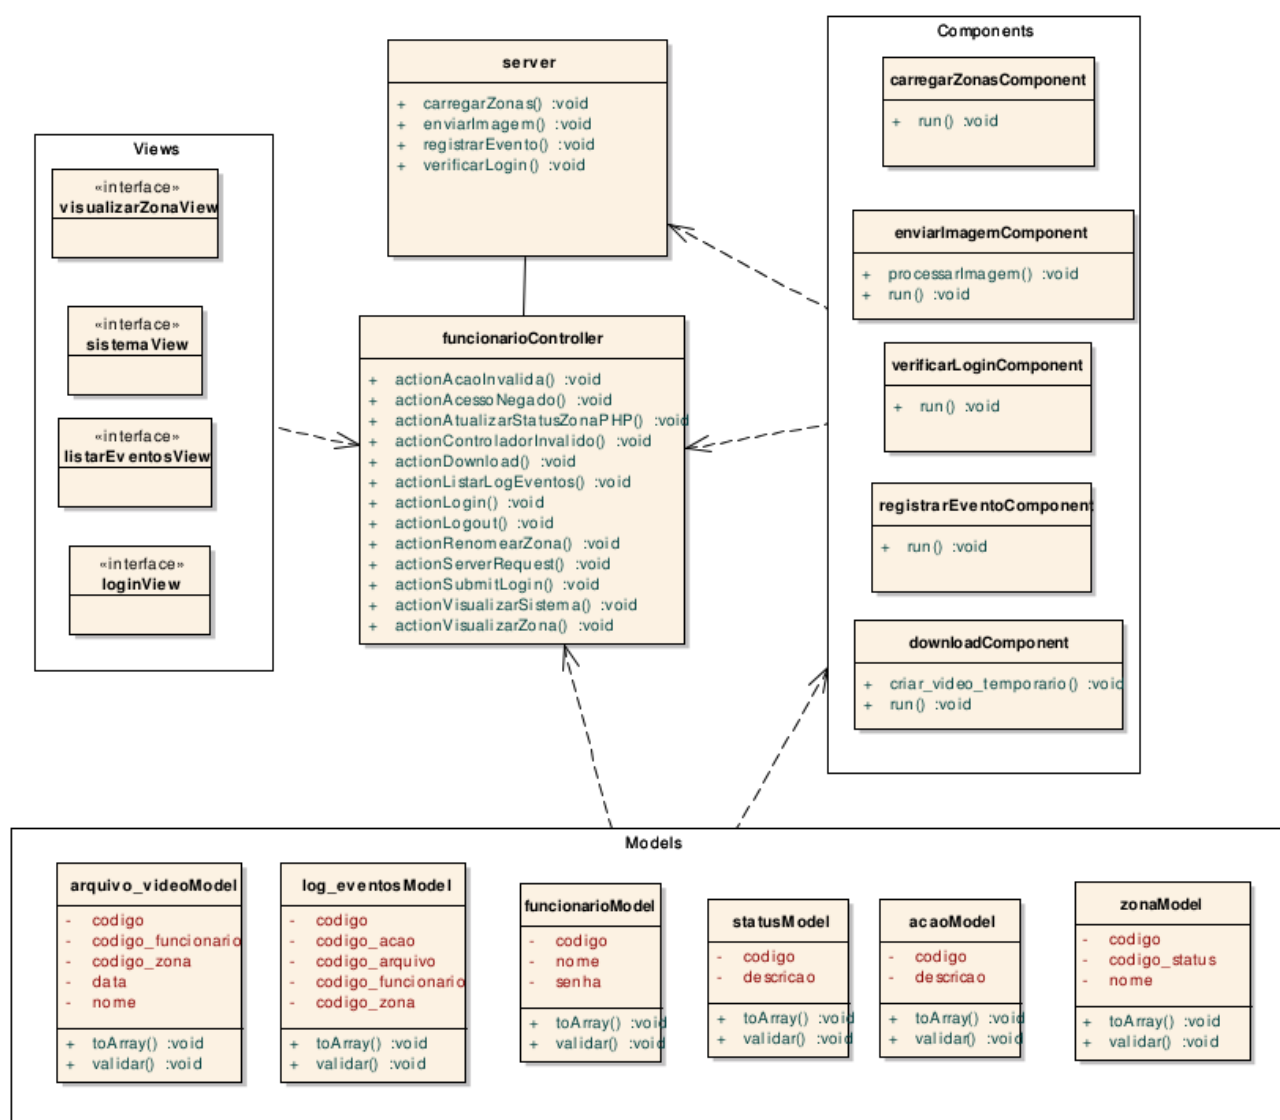 Components
server
+ carregarZonas() :void
+ enviarImagem() :void
+ registrarEvento() :void
+ verificarLogin() :void
carregarZonasComponent
+ run() :void
Views
«interface»
visualizarZonaView
«interface»
sistemaView
«interface»
listarEventosView
«interface»
loginView
enviarImagemComponent
+ processarImagem() :void
+ run() :void
funcionarioController
+ actionAcaoInvalida() :void
+ actionAcessoNegado() :void
+ actionAtualizarStatusZonaPHP() :void
+ actionControladorInvalido() :void
+ actionDownload() :void
+ actionListarLogEventos() :void
+ actionLogin() :void
+ actionLogout() :void
+ actionRenomearZona() :void
+ actionServerRequest() :void
+ actionSubmitLogin() :void
+ actionVisualizarSistema() :void
+ actionVisualizarZona() :void
verificarLoginComponent
+ run() :void
registrarEventoComponent
+ run() :void
downloadComponent
+ criar_video_temporario() :void
+ run() :void
Models
arquivo_videoModel
- codigo
- codigo_funcionario
- codigo_zona
- data
- nome
+ toArray() :void
+ validar() :void
log_eventosModel
- codigo
- codigo_acao
- codigo_arquivo
- codigo_funcionario
- codigo_zona
+ toArray() :void
+ validar() :void
funcionarioModel
- codigo
- nome
- senha
+ toArray() :void
+ validar() :void
statusModel
- codigo
- descricao
+ toArray() :void
+ validar() :void
acaoModel
- codigo
- descricao
+ toArray() :void
+ validar() :void
zonaModel
- codigo
- codigo_status
- nome
+ toArray() :void
+ validar() :void